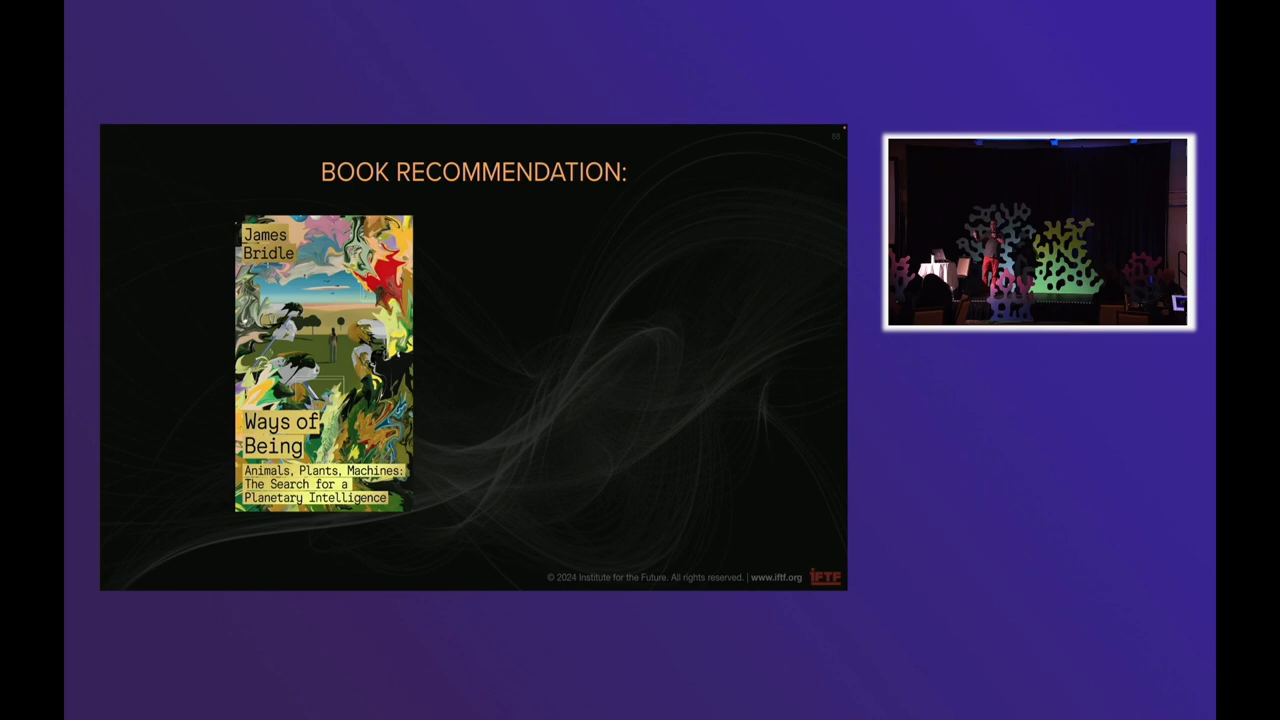 88
BOOK RECOMMENDATION:
James
Bridle
Ways of
Being
Animals, Plants, Machines:
The Search for a
Planetary Intelligence
© 2024 Institute for the Future. All rights reserved. | www.iftf.org
IFTF